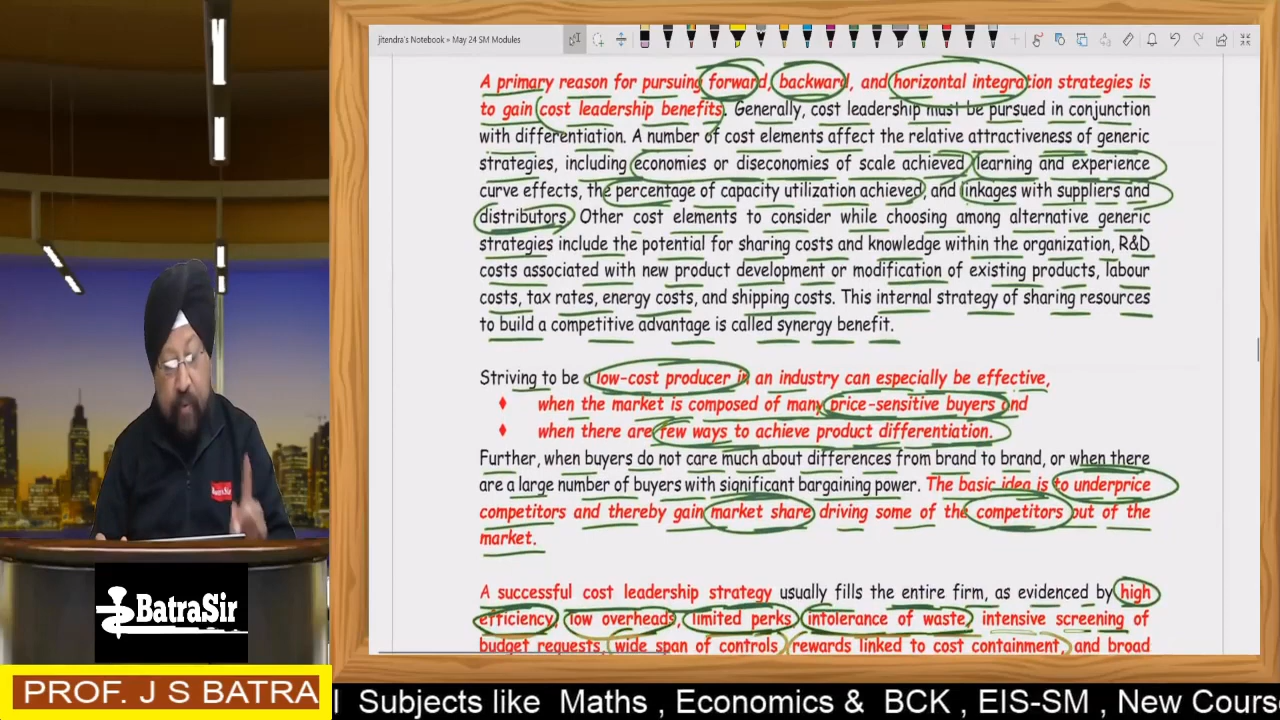 jitendra's Notebook » May 24 SM Modules
A primary reason for pursuing forward, backward, and horizontal integration strategies is
to gain cost leadership benefits. Generally, cost leadership must be pursued in conjunction
with differentiation. A number of cost elements affect the relative attractiveness of generic
strategies, including economies or diseconomies of scale achieved, learning and experience
curve effects, the percentage of capacity utilization achieved, and linkages with suppliers and
distributors. Other cost elements to consider while choosing among alternative generic
strategies include the potential for sharing costs and knowledge within the organization, R&D
costs associated with new product development or modification of existing products, labour
costs, tax rates, energy costs, and shipping costs. This internal strategy of sharing resources
to build a competitive advantage is called synergy benefit.
Striving to be a low-cost producer in an industry can especially be effective,
♦ when the market is composed of many price-sensitive buyers and
♦ when there are few ways to achieve product differentiation.
Further, when buyers do not care much about differences from brand to brand, or when there
are a large number of buyers with significant bargaining power. The basic idea is to underprice
competitors and thereby gain market share driving some of the competitors out of the
market.
A successful cost leadership strategy usually fills the entire firm, as evidenced by high
efficiency, low overheads, limited perks, intolerance of waste, intensive screening of
budget requests, wide span of controls, rewards linked to cost containment, and broad
BatraSir
BatraSir
PROF. J S BATRA
l Subjects like Maths , Economics & BCK , EIS-SM , New Cours